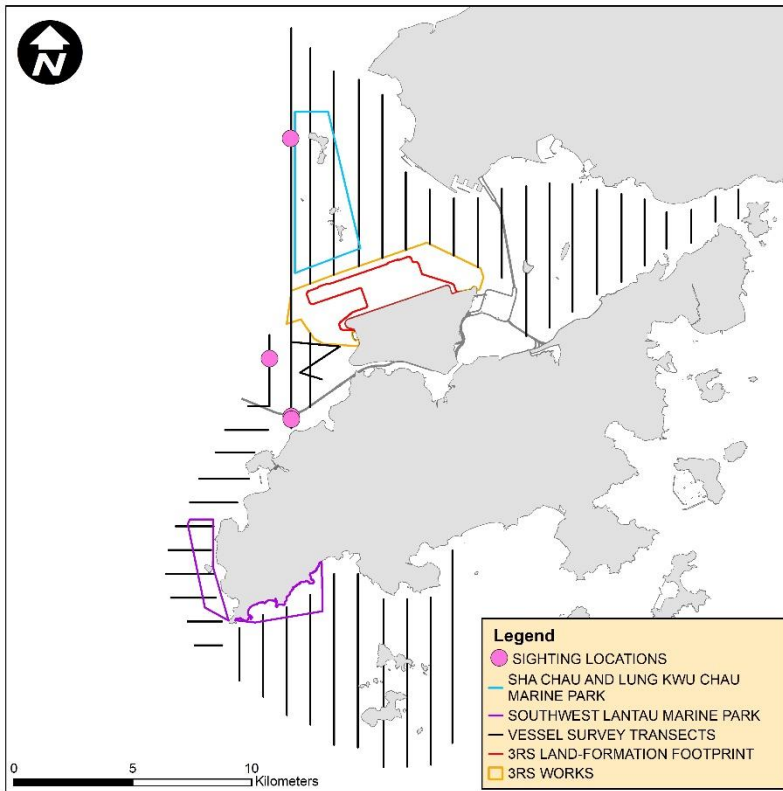 N
Legend
SIGHTING LOCATIONS
SHA CHAU AND LUNG KWU CHAU
MARINE PARK
SOUTHWEST LANTAU MARINE PARK
VESSEL SURVEY TRANSECTS
3RS LAND-FORMATION FOOTPRINT
3RS WORKS
0 5 10
Kilometers